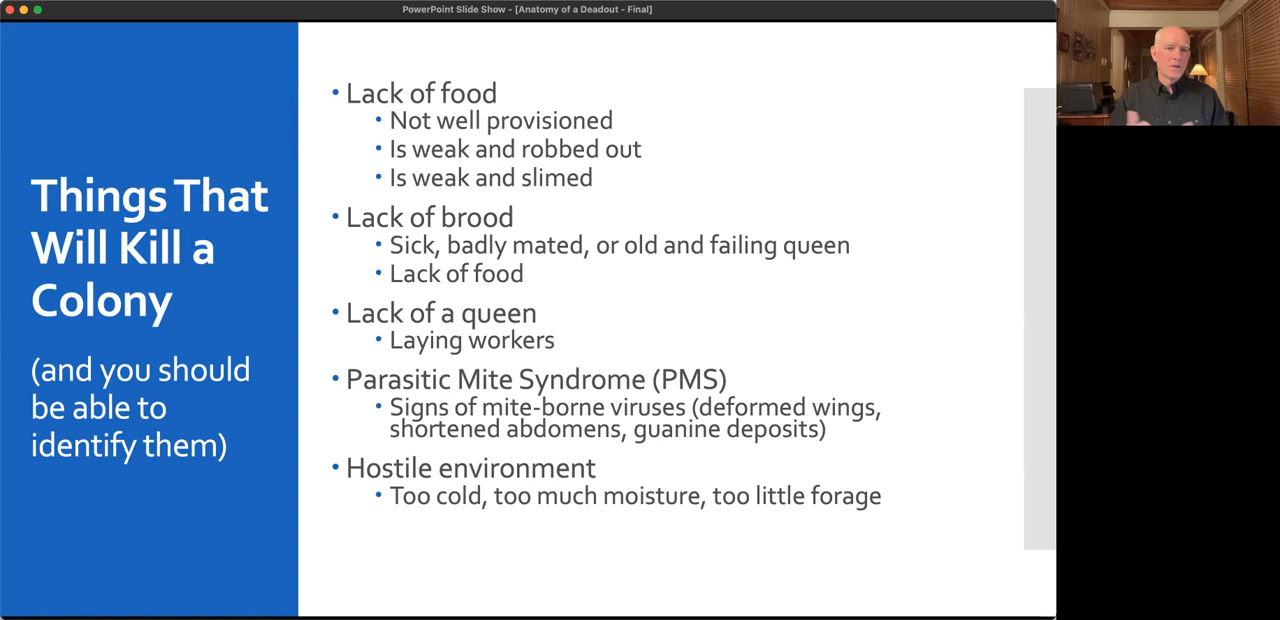 PowerPoint Slide Show - [Anatomy of a Deadout - Final]
Things That
Will Kill a
Colony
(and you should
be able to
identify them)
• Lack of food
• Not well provisioned
• Is weak and robbed out
• Is weak and slimed
• Lack of brood
• Sick, badly mated, or old and failing queen
• Lack of food
• Lack of a queen
• Laying workers
• Parasitic Mite Syndrome (PMS)
• Signs of mite-borne viruses (deformed wings,
shortened abdomens, guanine deposits)
• Hostile environment
• Too cold, too much moisture, too little forage